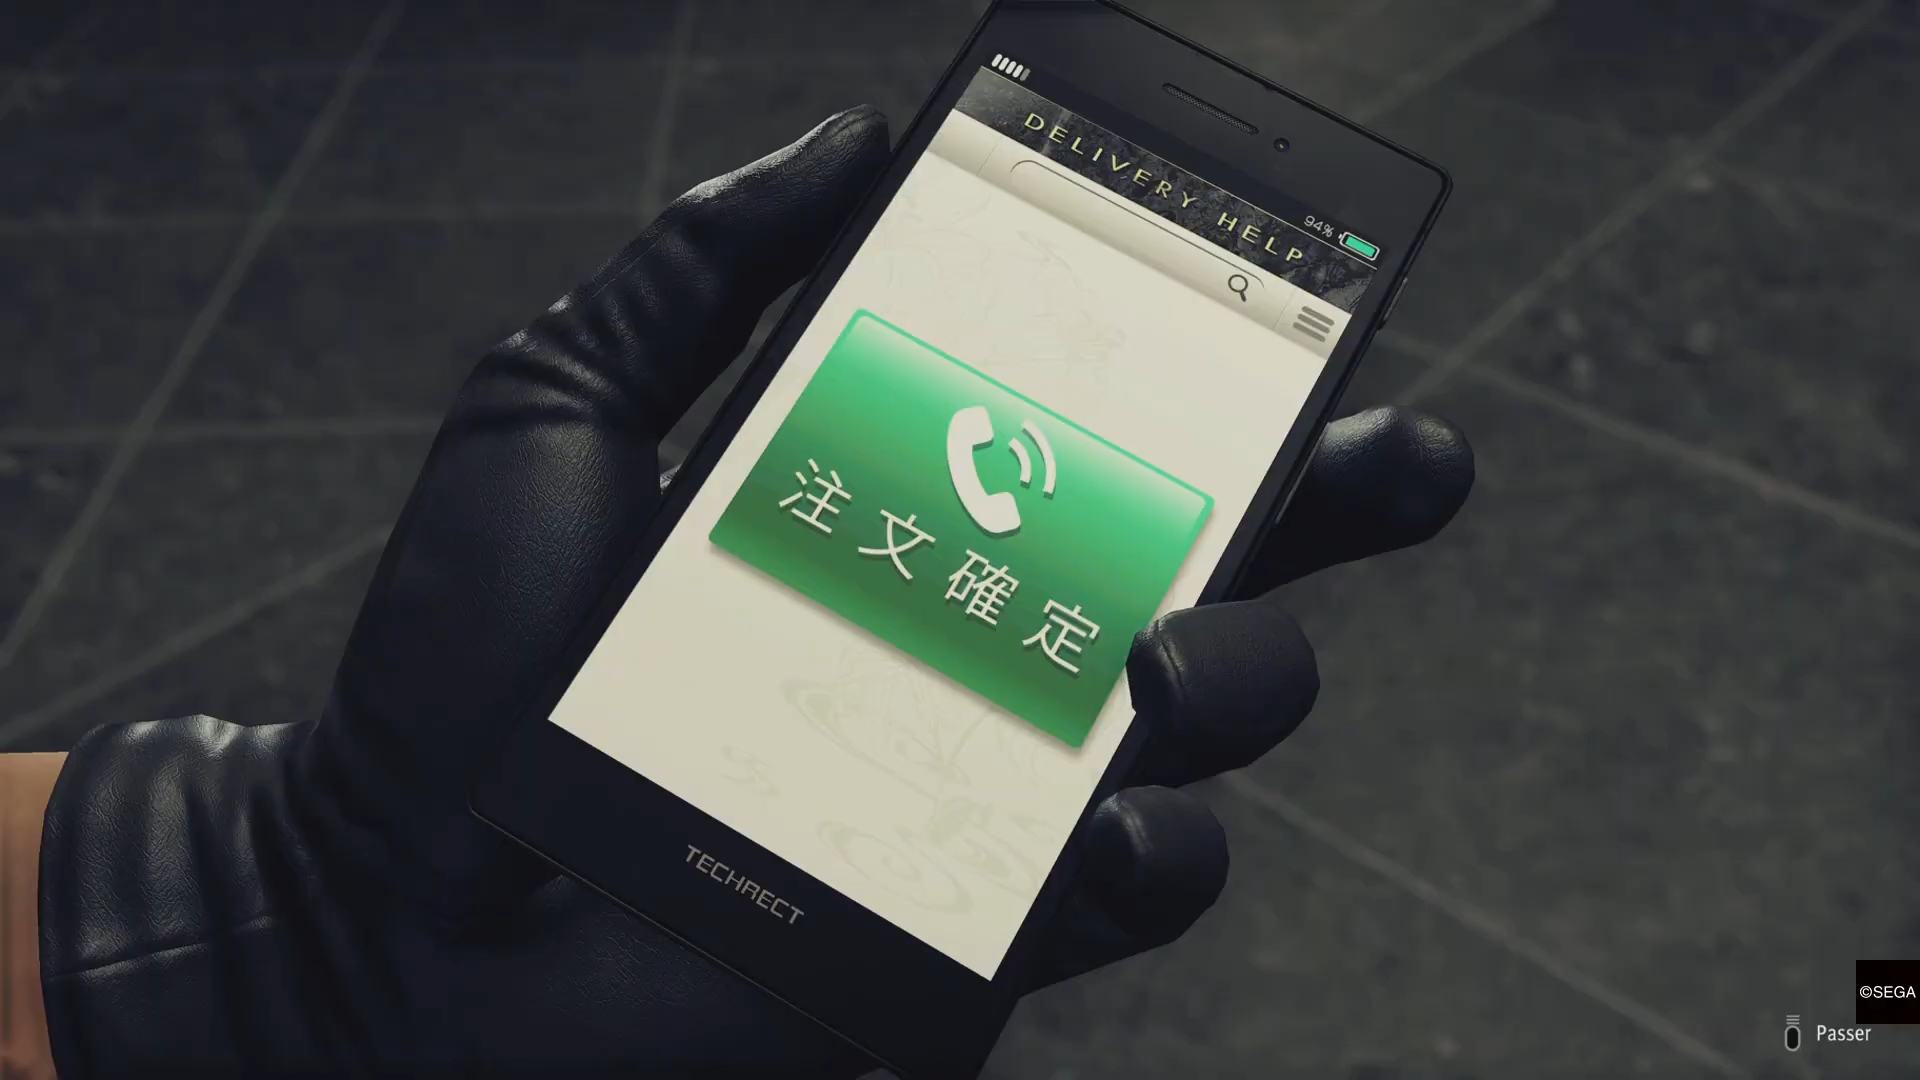 DELIVERY HELP
94%
注文確定
TECHRECT
©SEGA
Passer